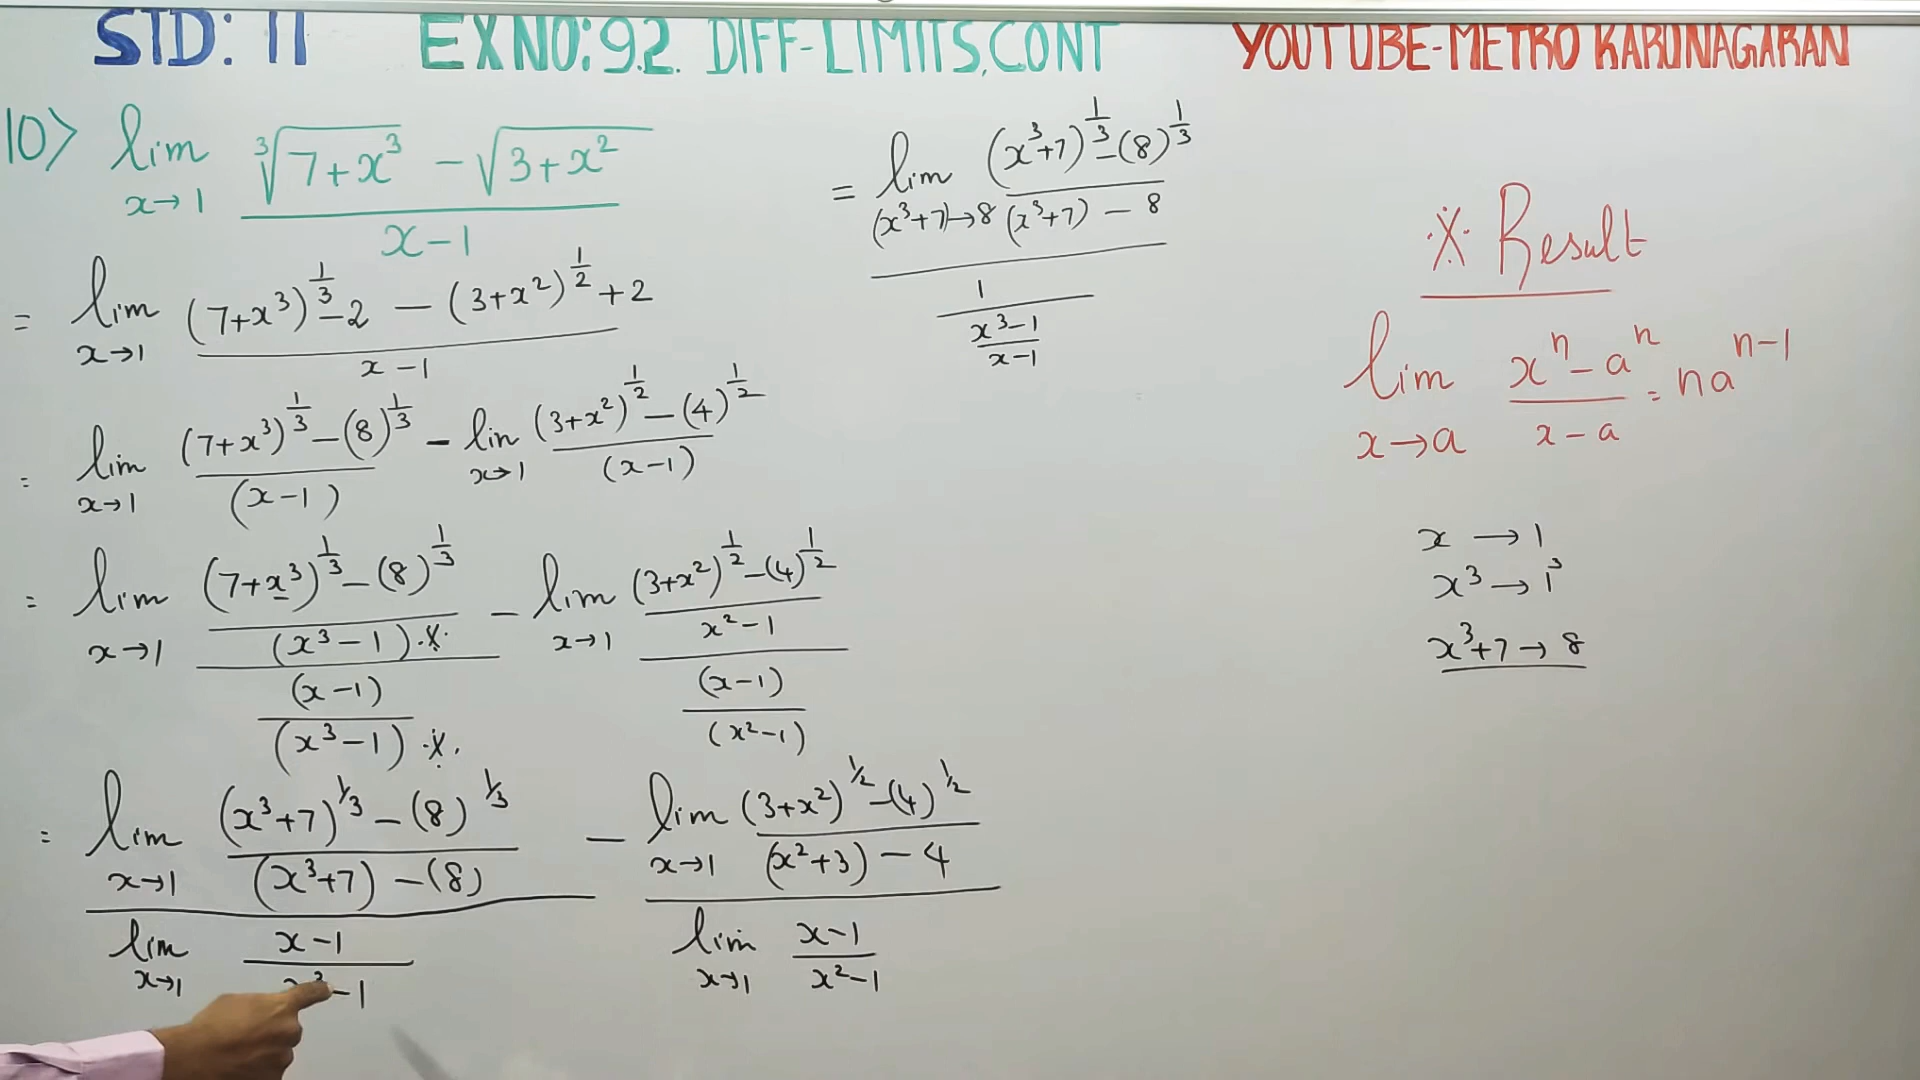 STD: 11 EX NO: 9.2. DIFF-LIMITS, CONT YOUTUBE-METRO KARUNAGARAN
10> lim x→1 (∛(7+x³) − √(3+x²)) / (x−1)
= lim x→1 ((7+x³)^(1/3) −2 − (3+x²)^(1/2) +2) / (x−1)
= lim x→1 ((7+x³)^(1/3) − (8)^(1/3)) / (x−1) − lim x→1 ((3+x²)^(1/2) − (4)^(1/2)) / (x−1)
= lim x→1 (((7+x³)^(1/3) − (8)^(1/3)) / (x³−1) ※) / ((x−1) / (x³−1) ※) − lim x→1 (((3+x²)^(1/2) − (4)^(1/2)) / (x²−1)) / ((x−1) / (x²−1))
= (lim x→1 ((x³+7)^(1/3) − (8)^(1/3)) / ((x³+7) − (8))) / (lim x→1 (x−1) / (x³−1)) − (lim x→1 ((3+x²)^(1/2) − (4)^(1/2)) / ((x²+3) − 4)) / (lim x→1 (x−1) / (x²−1))
= (lim (x³+7)→8 ((x³+7)^(1/3) − (8)^(1/3)) / ((x³+7) − 8)) / (1 / ((x³−1) / (x−1)))
※ Result
lim x→a (xⁿ − aⁿ) / (x−a) = na^(n−1)
x → 1
x³ → 1³
x³+7 → 8